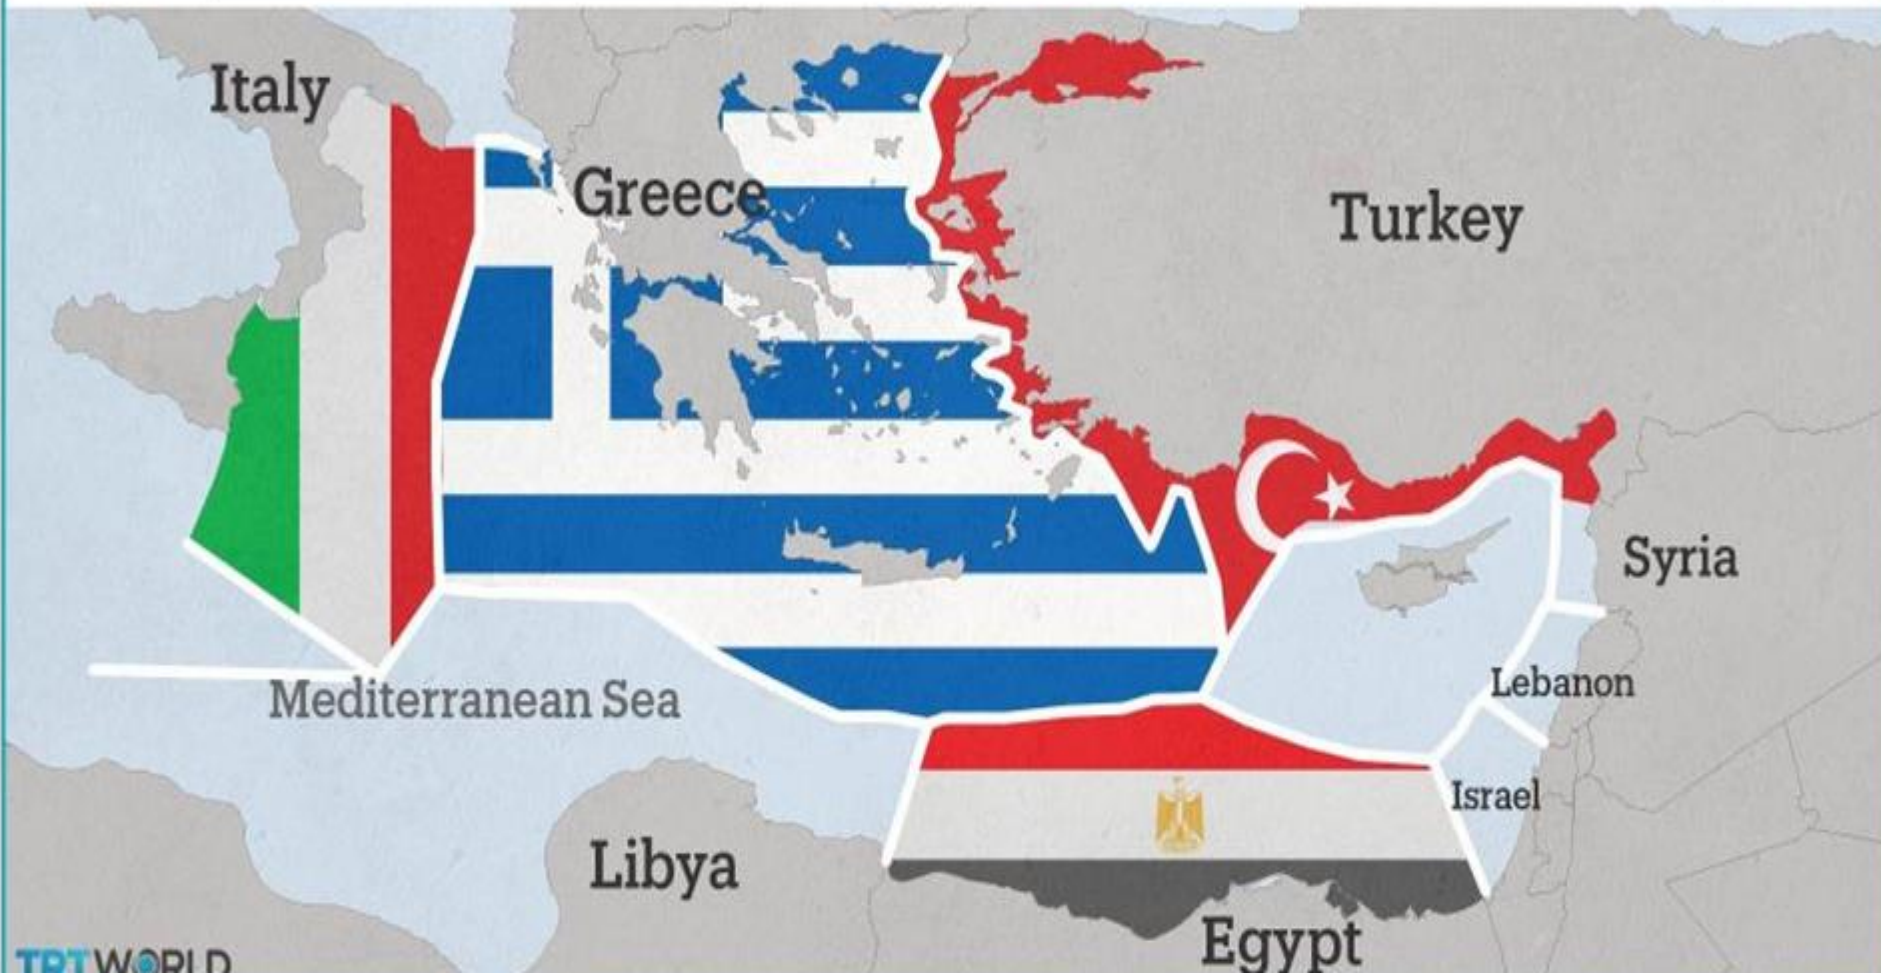 Italy
Greece
Turkey
Syria
Lebanon
Mediterranean Sea
Israel
Libya
Egypt
TRT WORLD